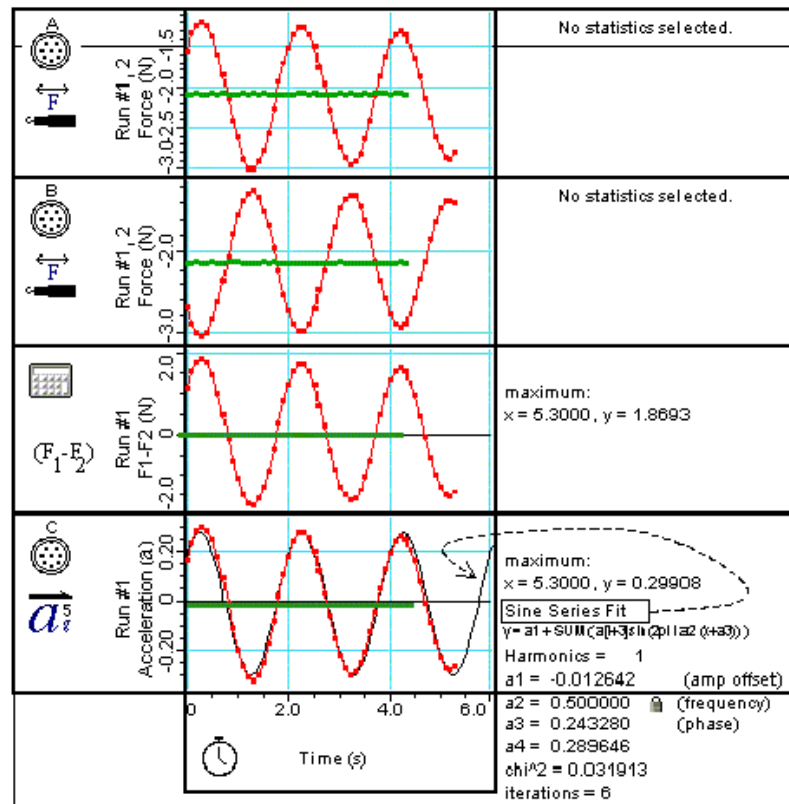 A
F
Run #1, 2
Force (N)
-1.5
-2.0
-2.5
-3.0
No statistics selected.
B
F
Run #1, 2
Force (N)
-2.0
-3.0
No statistics selected.
(F1-F2)
Run #1
F1-F2 (N)
2.0
0
-2.0
maximum:
x = 5.3000, y = 1.8693
C
Run #1
Acceleration (a.)
0.20
0
-0.20
maximum:
x = 5.3000, y = 0.29908
Sine Series Fit
Harmonics = 1
a1 = -0.012642 (amp offset)
a2 = 0.500000 (frequency)
a3 = 0.243280 (phase)
a4 = 0.289646
chi^2 = 0.031913
iterations = 6
0 2.0 4.0 6.0
Time (s)